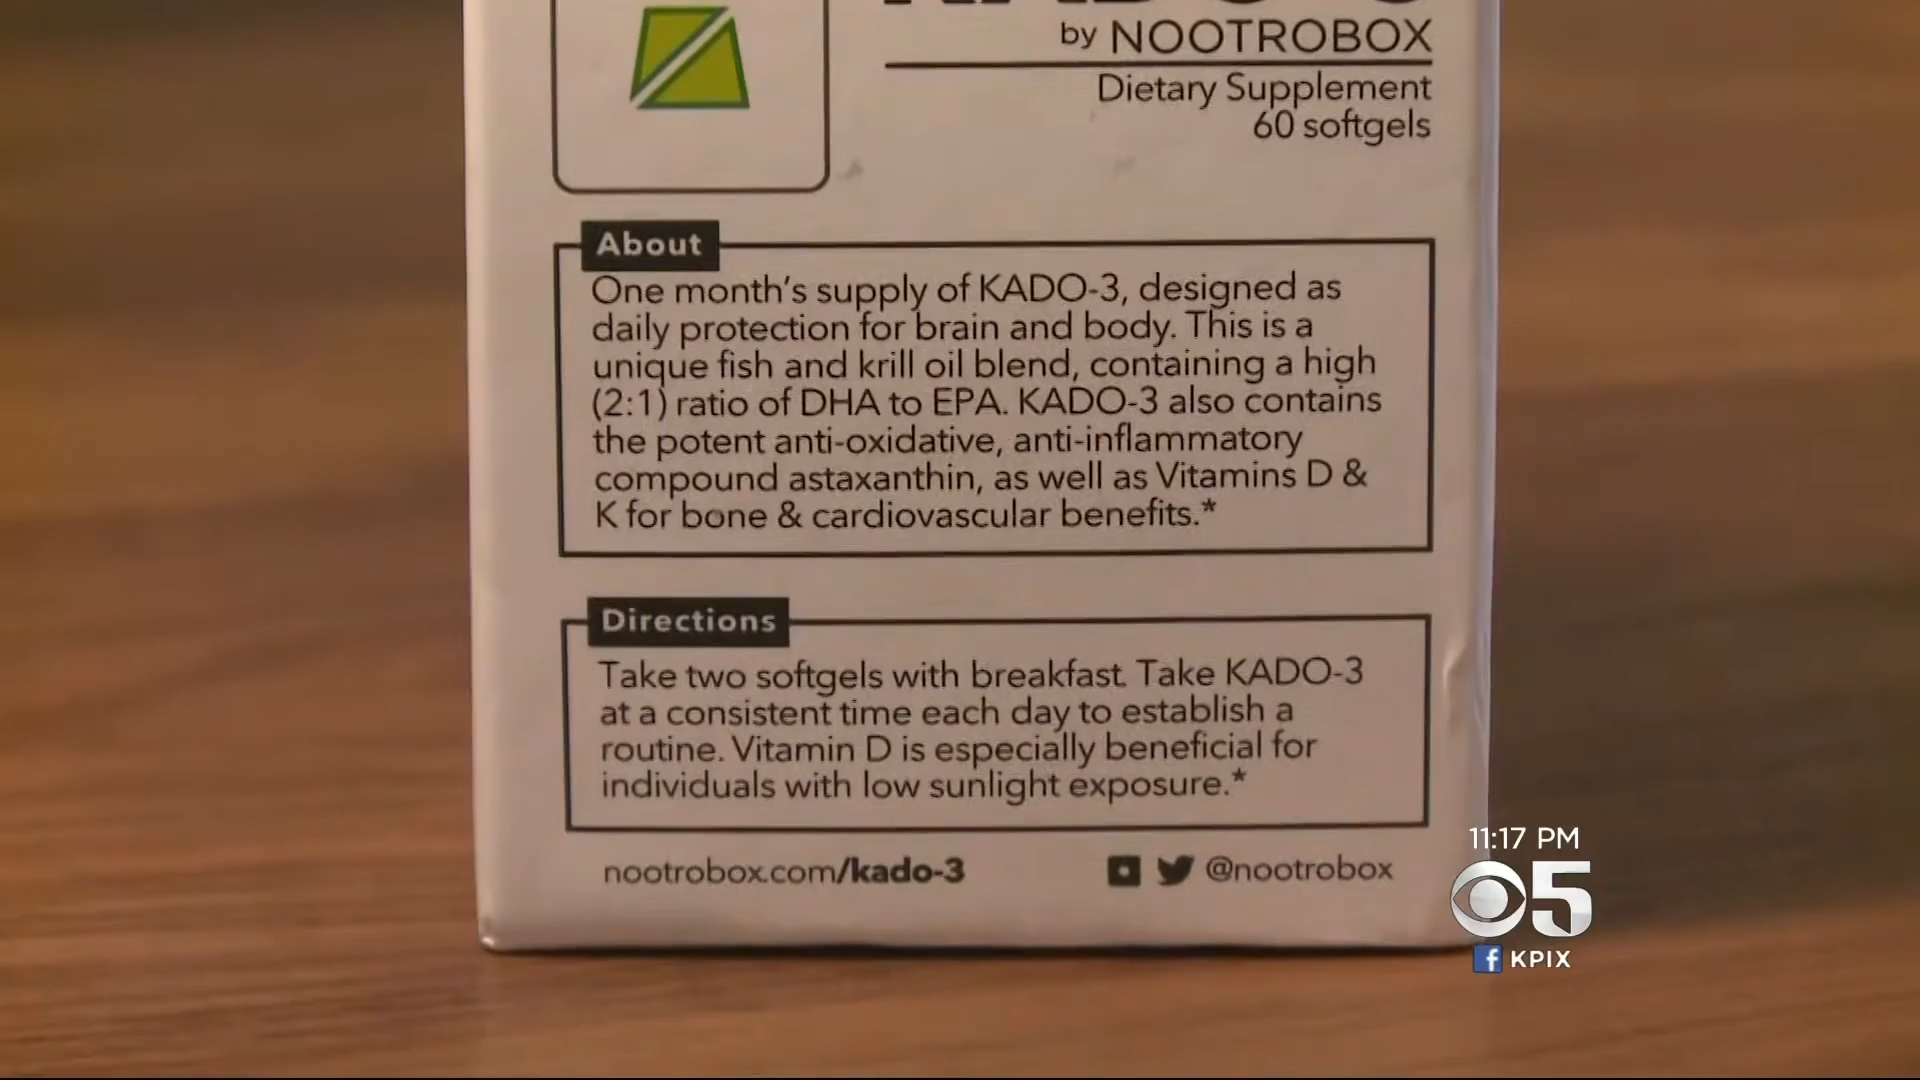 by NOOTROBOX
Dietary Supplement
60 softgels
About
One month's supply of KADO-3, designed as
daily protection for brain and body. This is a
unique fish and krill oil blend, containing a high
(2:1) ratio of DHA to EPA. KADO-3 also contains
the potent anti-oxidative, anti-inflammatory
compound astaxanthin, as well as Vitamins D &
K for bone & cardiovascular benefits.*
Directions
Take two softgels with breakfast. Take KADO-3
at a consistent time each day to establish a
routine. Vitamin D is especially beneficial for
individuals with low sunlight exposure.*
nootrobox.com/kado-3
@nootrobox
11:17 PM
5
f KPIX